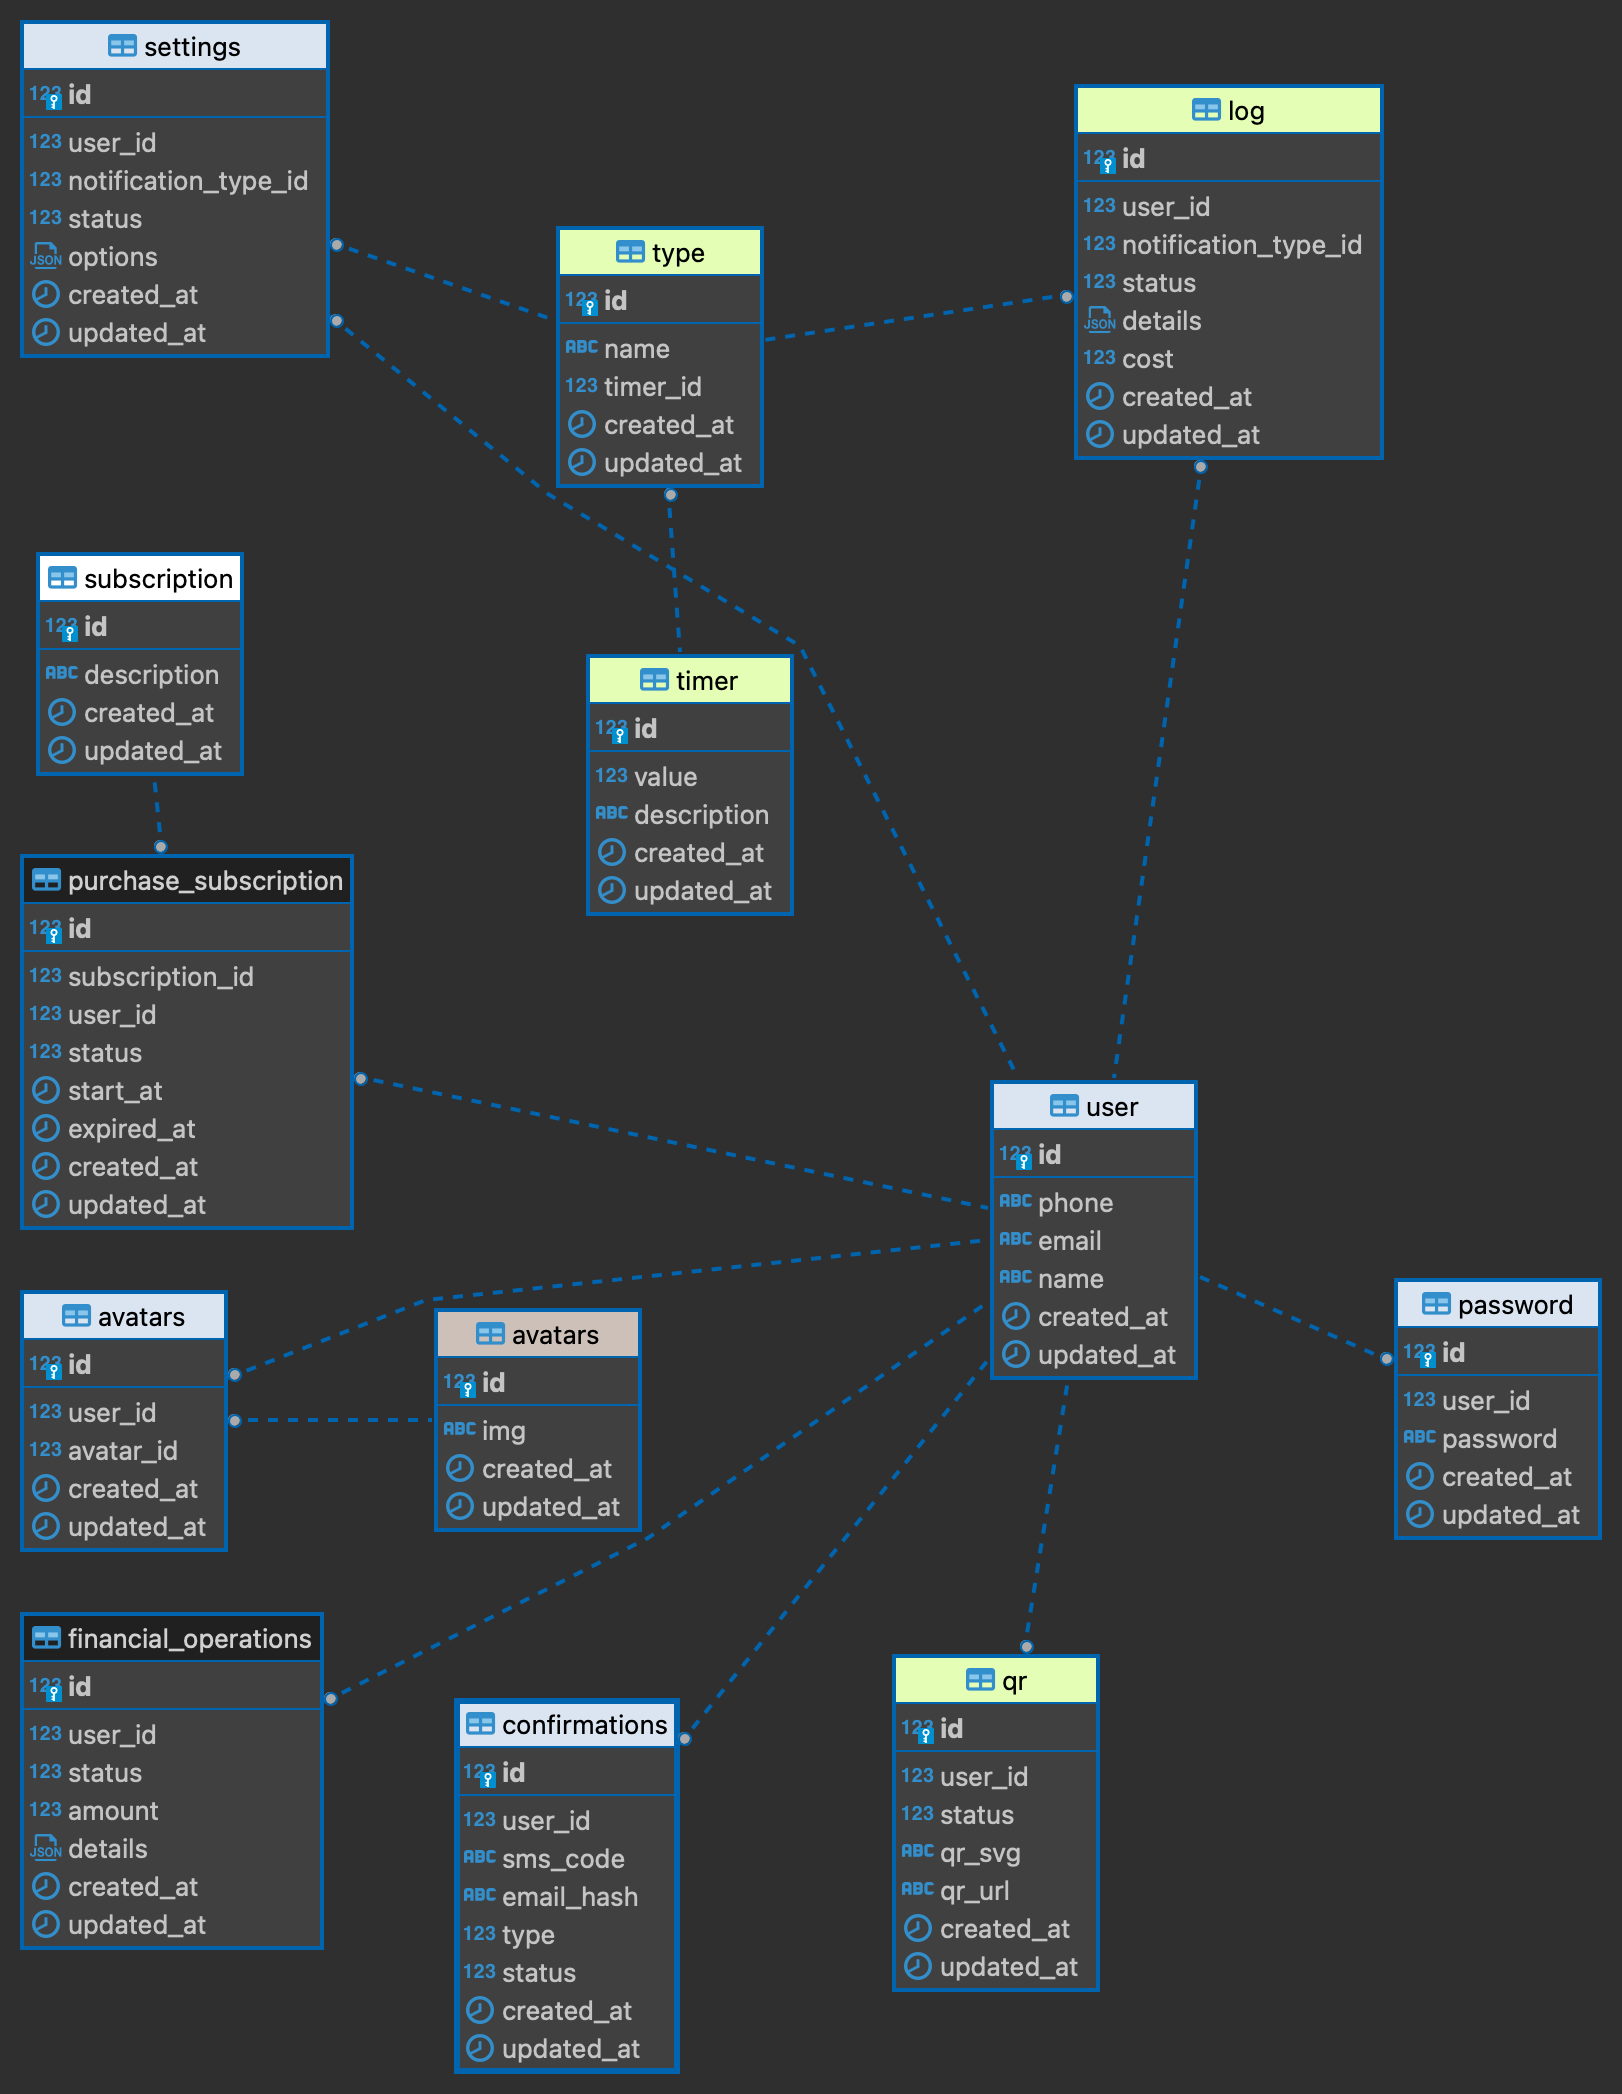 settings
123 id
123 user_id
123 notification_type_id
123 status
JSON options
created_at
updated_at
log
123 id
123 user_id
123 notification_type_id
123 status
JSON details
123 cost
created_at
updated_at
type
123 id
ABC name
123 timer_id
created_at
updated_at
subscription
123 id
ABC description
created_at
updated_at
timer
123 id
123 value
ABC description
created_at
updated_at
purchase_subscription
123 id
123 subscription_id
123 user_id
123 status
start_at
expired_at
created_at
updated_at
user
123 id
ABC phone
ABC email
ABC name
created_at
updated_at
password
123 id
123 user_id
ABC password
created_at
updated_at
avatars
123 id
123 user_id
123 avatar_id
created_at
updated_at
avatars
123 id
ABC img
created_at
updated_at
financial_operations
123 id
123 user_id
123 status
123 amount
JSON details
created_at
updated_at
confirmations
123 id
123 user_id
ABC sms_code
ABC email_hash
123 type
123 status
created_at
updated_at
qr
123 id
123 user_id
123 status
ABC qr_svg
ABC qr_url
created_at
updated_at